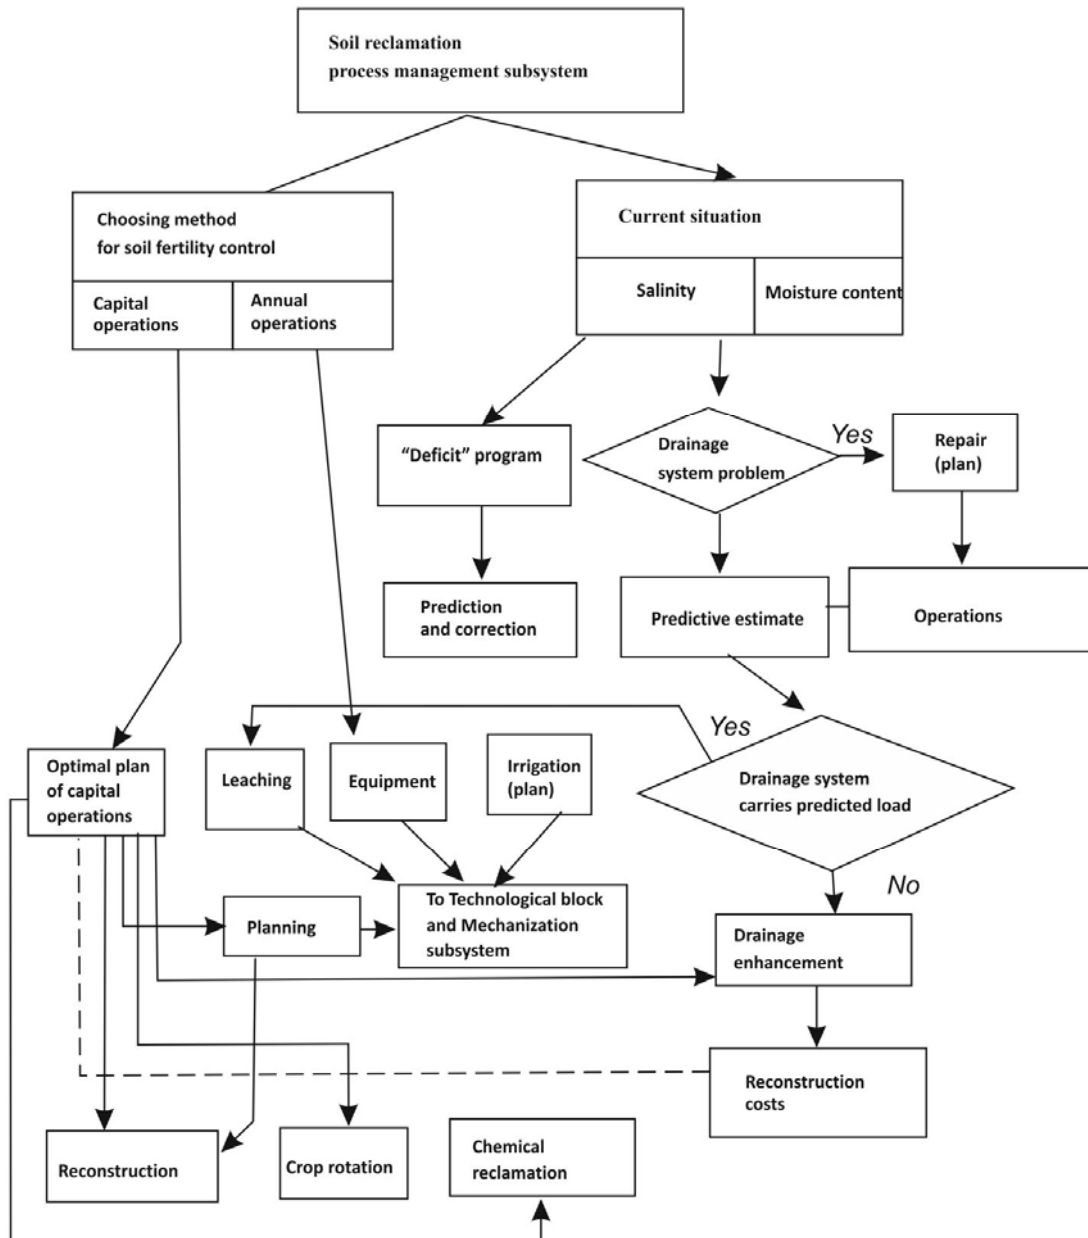 Soil reclamation
process management subsystem
Choosing method
for soil fertility control
Capital
operations
Annual
operations
Current situation
Salinity
Moisture content
"Deficit" program
Drainage
system problem
Yes
Repair
(plan)
Prediction
and correction
Predictive estimate
Operations
Yes
Optimal plan
of capital
operations
Leaching
Equipment
Irrigation
(plan)
Drainage system
carries predicted load
No
Planning
To Technological block
and Mechanization
subsystem
Drainage
enhancement
Reconstruction
costs
Reconstruction
Crop rotation
Chemical
reclamation